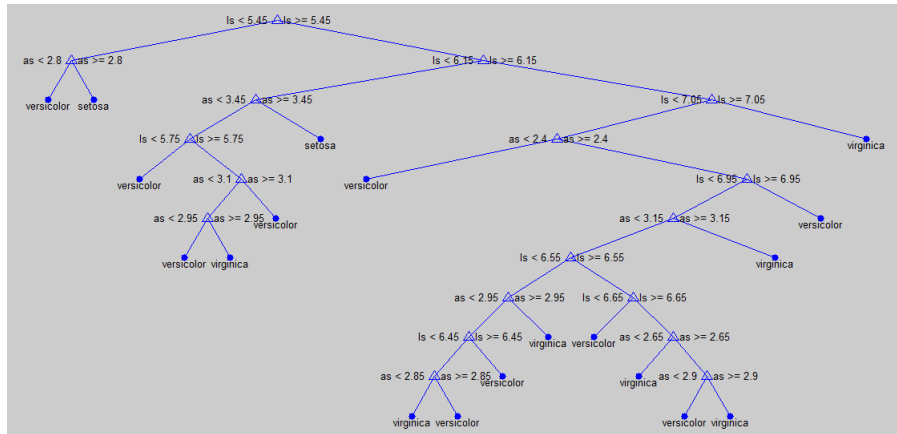 ls < 5.45 ls >= 5.45
as < 2.8 as >= 2.8 ls < 6.15 ls >= 6.15
versicolor setosa as < 3.45 as >= 3.45 ls < 7.05 ls >= 7.05
ls < 5.75 ls >= 5.75 setosa as < 2.4 as >= 2.4 virginica
versicolor as < 3.1 as >= 3.1 versicolor ls < 6.95 ls >= 6.95
as < 2.95 as >= 2.95 versicolor as < 3.15 as >= 3.15 versicolor
versicolor virginica ls < 6.55 ls >= 6.55 virginica
as < 2.95 as >= 2.95 ls < 6.65 ls >= 6.65
ls < 6.45 ls >= 6.45 virginica versicolor as < 2.65 as >= 2.65
as < 2.85 as >= 2.85 versicolor virginica as < 2.9 as >= 2.9
virginica versicolor versicolor virginica